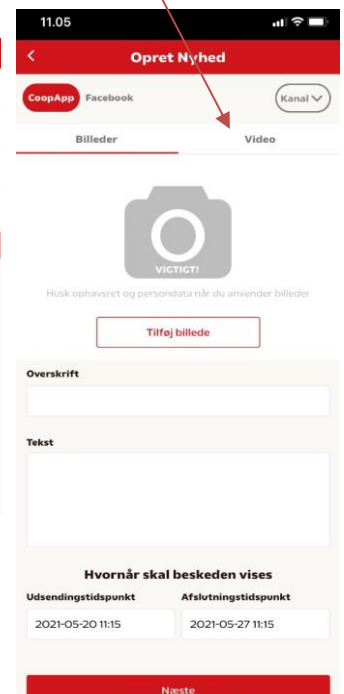 11.05
Opret Nyhed
CoopApp Facebook Kanal
Billeder Video
VIGTIGT!
Husk ophavsret og persondata når du anvender billeder
Tilføj billede
Overskrift
Tekst
Hvornår skal beskeden vises
Udsendingstidspunkt Afslutningstidspunkt
2021-05-20 11:15 2021-05-27 11:15
Næste